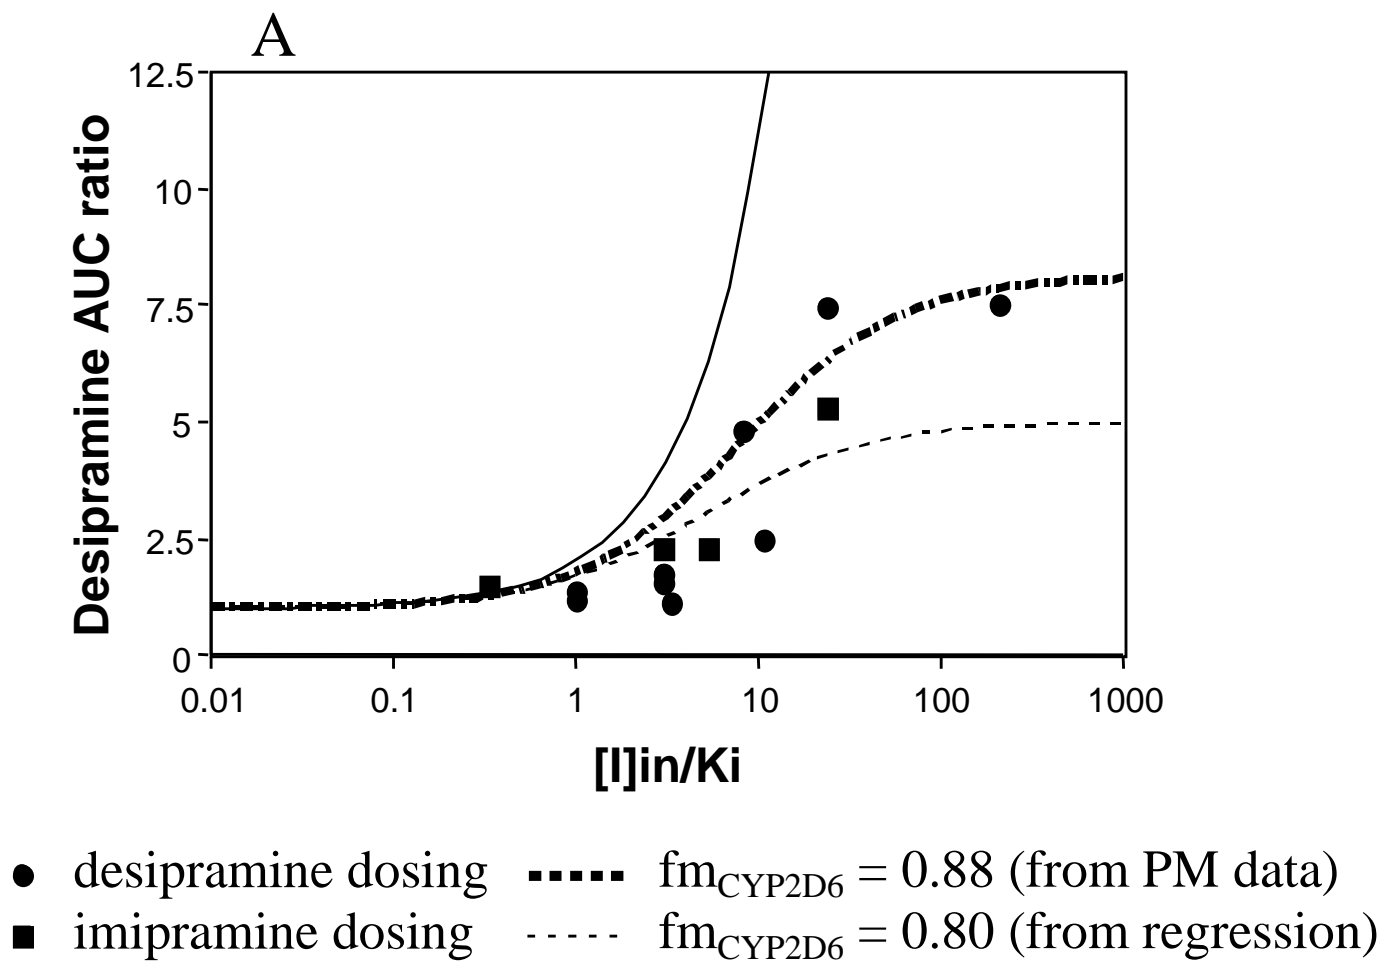 A
Desipramine AUC ratio
12.5
10
7.5
5
2.5
0
0.01 0.1 1 10 100 1000
[I]in/Ki
desipramine dosing fmCYP2D6 = 0.88 (from PM data)
imipramine dosing fmCYP2D6 = 0.80 (from regression)